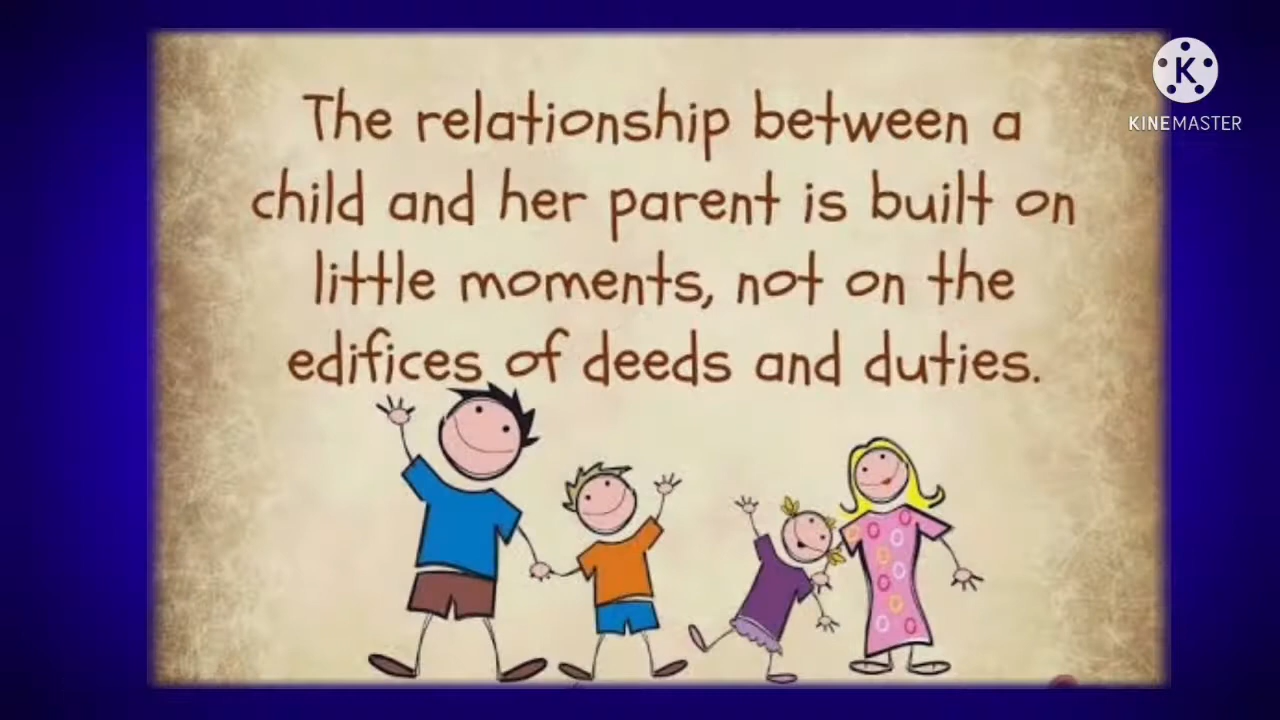 The relationship between a
child and her parent is built on
little moments, not on the
edifices of deeds and duties.
K
KINEMASTER